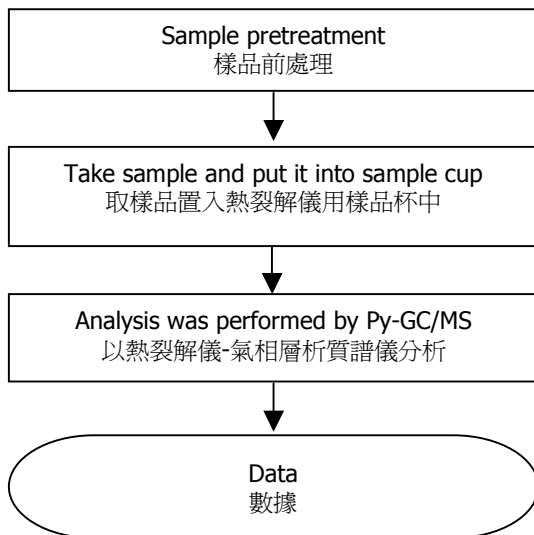 Sample pretreatment
樣品前處理
Take sample and put it into sample cup
取樣品置入熱裂解儀用樣品杯中
Analysis was performed by Py-GC/MS
以熱裂解儀-氣相層析質譜儀分析
Data
數據